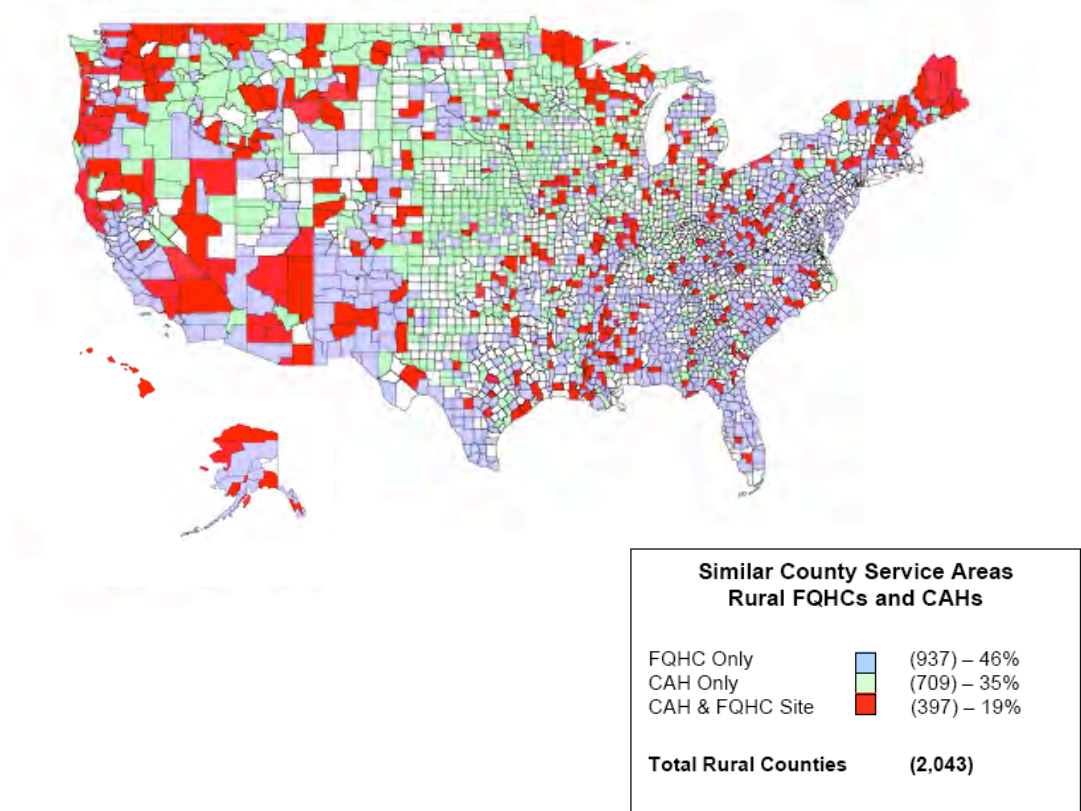 Similar County Service Areas
Rural FQHCs and CAHs
FQHC Only (937) – 46%
CAH Only (709) – 35%
CAH & FQHC Site (397) – 19%
Total Rural Counties (2,043)